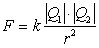 F = k |Q₁|·|Q₂| / r²